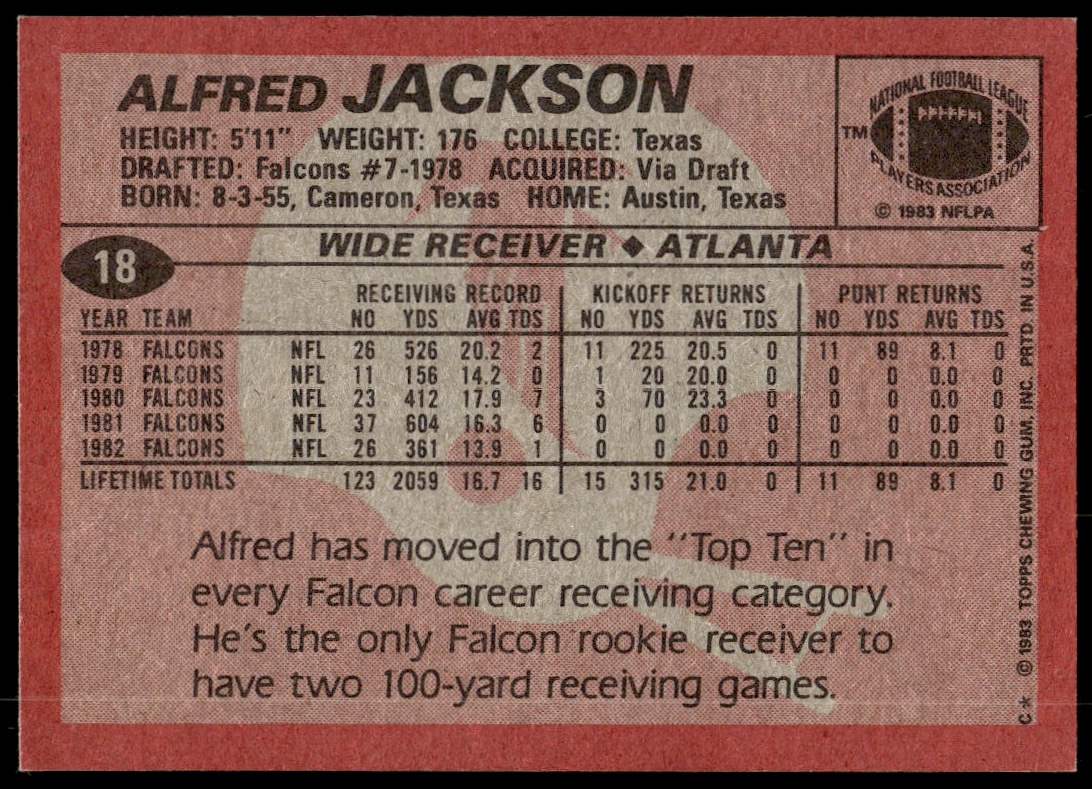 ALFRED JACKSON
HEIGHT: 5'11" WEIGHT: 176 COLLEGE: Texas
DRAFTED: Falcons #7-1978 ACQUIRED: Via Draft
BORN: 8-3-55, Cameron, Texas HOME: Austin, Texas
NATIONAL FOOTBALL LEAGUE
TM
PLAYERS ASSOCIATION
© 1983 NFLPA
18
WIDE RECEIVER ♦ ATLANTA
RECEIVING RECORD KICKOFF RETURNS PUNT RETURNS
YEAR TEAM NO YDS AVG TDS NO YDS AVG TDS NO YDS AVG TDS
1978 FALCONS NFL 26 526 20.2 2 11 225 20.5 0 11 89 8.1 0
1979 FALCONS NFL 11 156 14.2 0 1 20 20.0 0 0 0 0.0 0
1980 FALCONS NFL 23 412 17.9 7 3 70 23.3 0 0 0 0.0 0
1981 FALCONS NFL 37 604 16.3 6 0 0 0.0 0 0 0 0.0 0
1982 FALCONS NFL 26 361 13.9 1 0 0 0.0 0 0 0 0.0 0
LIFETIME TOTALS 123 2059 16.7 16 15 315 21.0 0 11 89 8.1 0
Alfred has moved into the "Top Ten" in
every Falcon career receiving category.
He's the only Falcon rookie receiver to
have two 100-yard receiving games.
C* © 1983 TOPPS CHEWING GUM, INC. PRTD IN U.S.A.